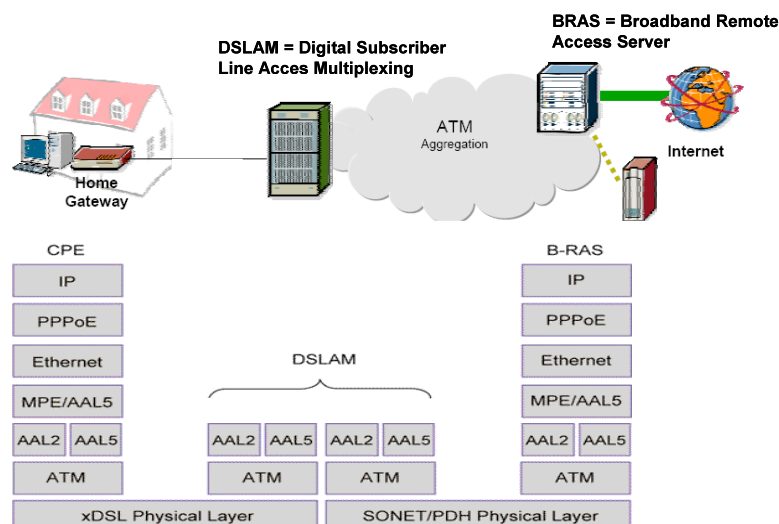 BRAS = Broadband Remote
Access Server
DSLAM = Digital Subscriber
Line Acces Multiplexing
ATM
Aggregation
Internet
Home
Gateway
CPE
B-RAS
IP
IP
PPPoE
PPPoE
Ethernet
DSLAM
Ethernet
MPE/AAL5
MPE/AAL5
AAL2 AAL5
AAL2 AAL5 AAL2 AAL5
AAL2 AAL5
ATM
ATM
ATM
ATM
xDSL Physical Layer
SONET/PDH Physical Layer